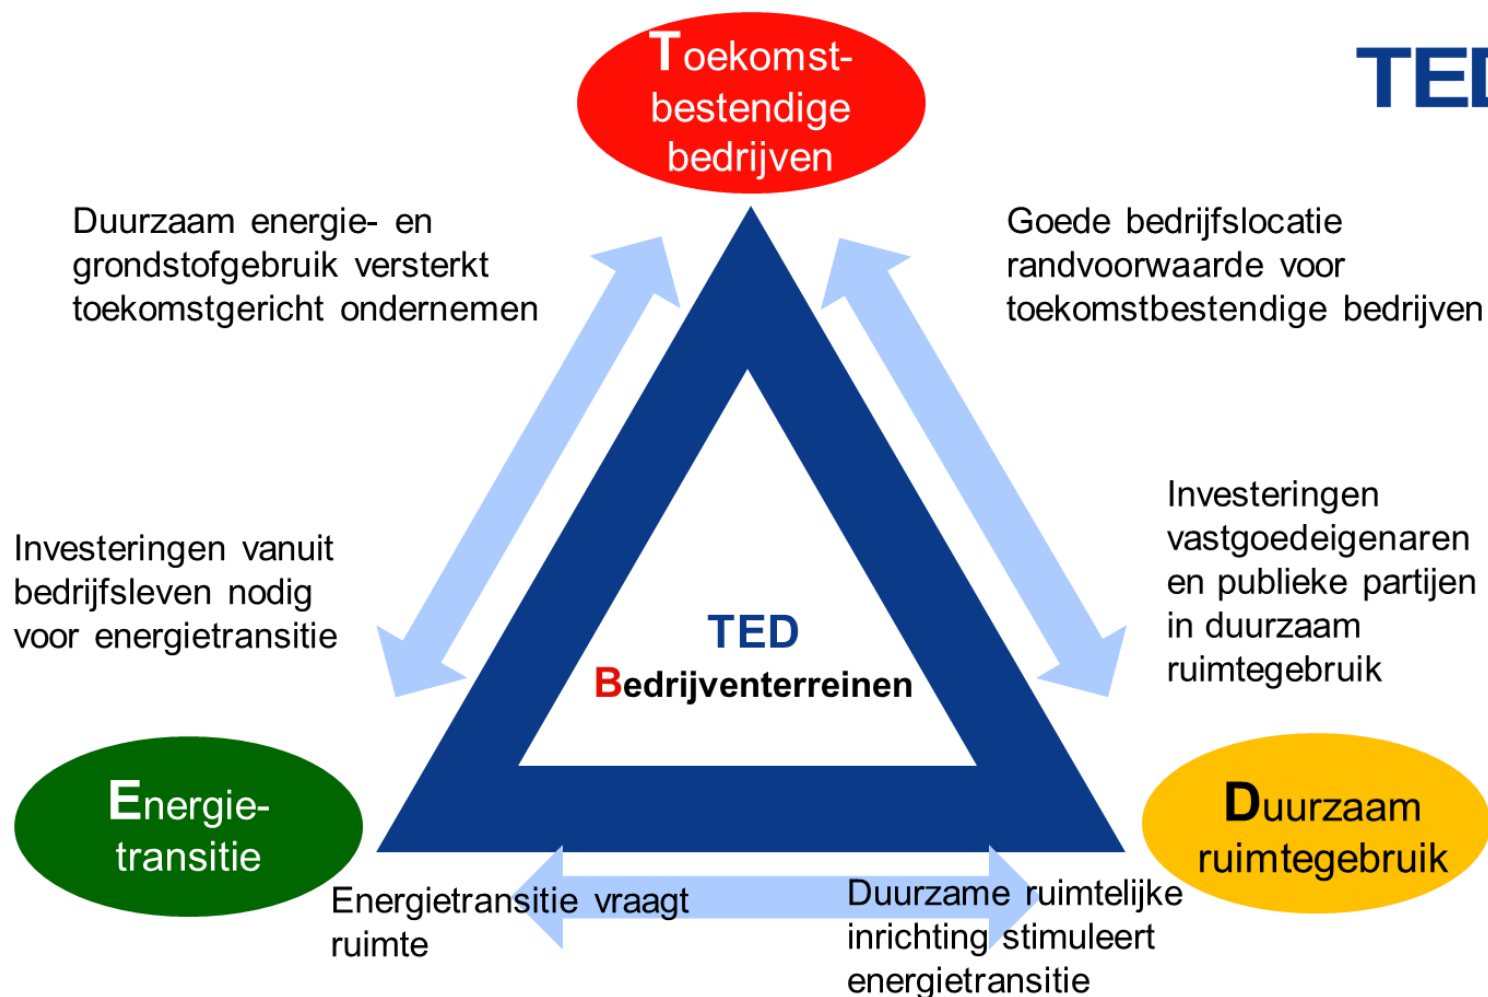 Toekomst-
bestendige
bedrijven
TED
Duurzaam energie- en
grondstofgebruik versterkt
toekomstgericht ondernemen
Goede bedrijfslocatie
randvoorwaarde voor
toekomstbestendige bedrijven
Investeringen vanuit
bedrijfsleven nodig
voor energietransitie
Investeringen
vastgoedeigenaren
en publieke partijen
in duurzaam
ruimtegebruik
TED
Bedrijventerreinen
Energie-
transitie
Duurzaam
ruimtegebruik
Energietransitie vraagt
ruimte
Duurzame ruimtelijke
inrichting stimuleert
energietransitie